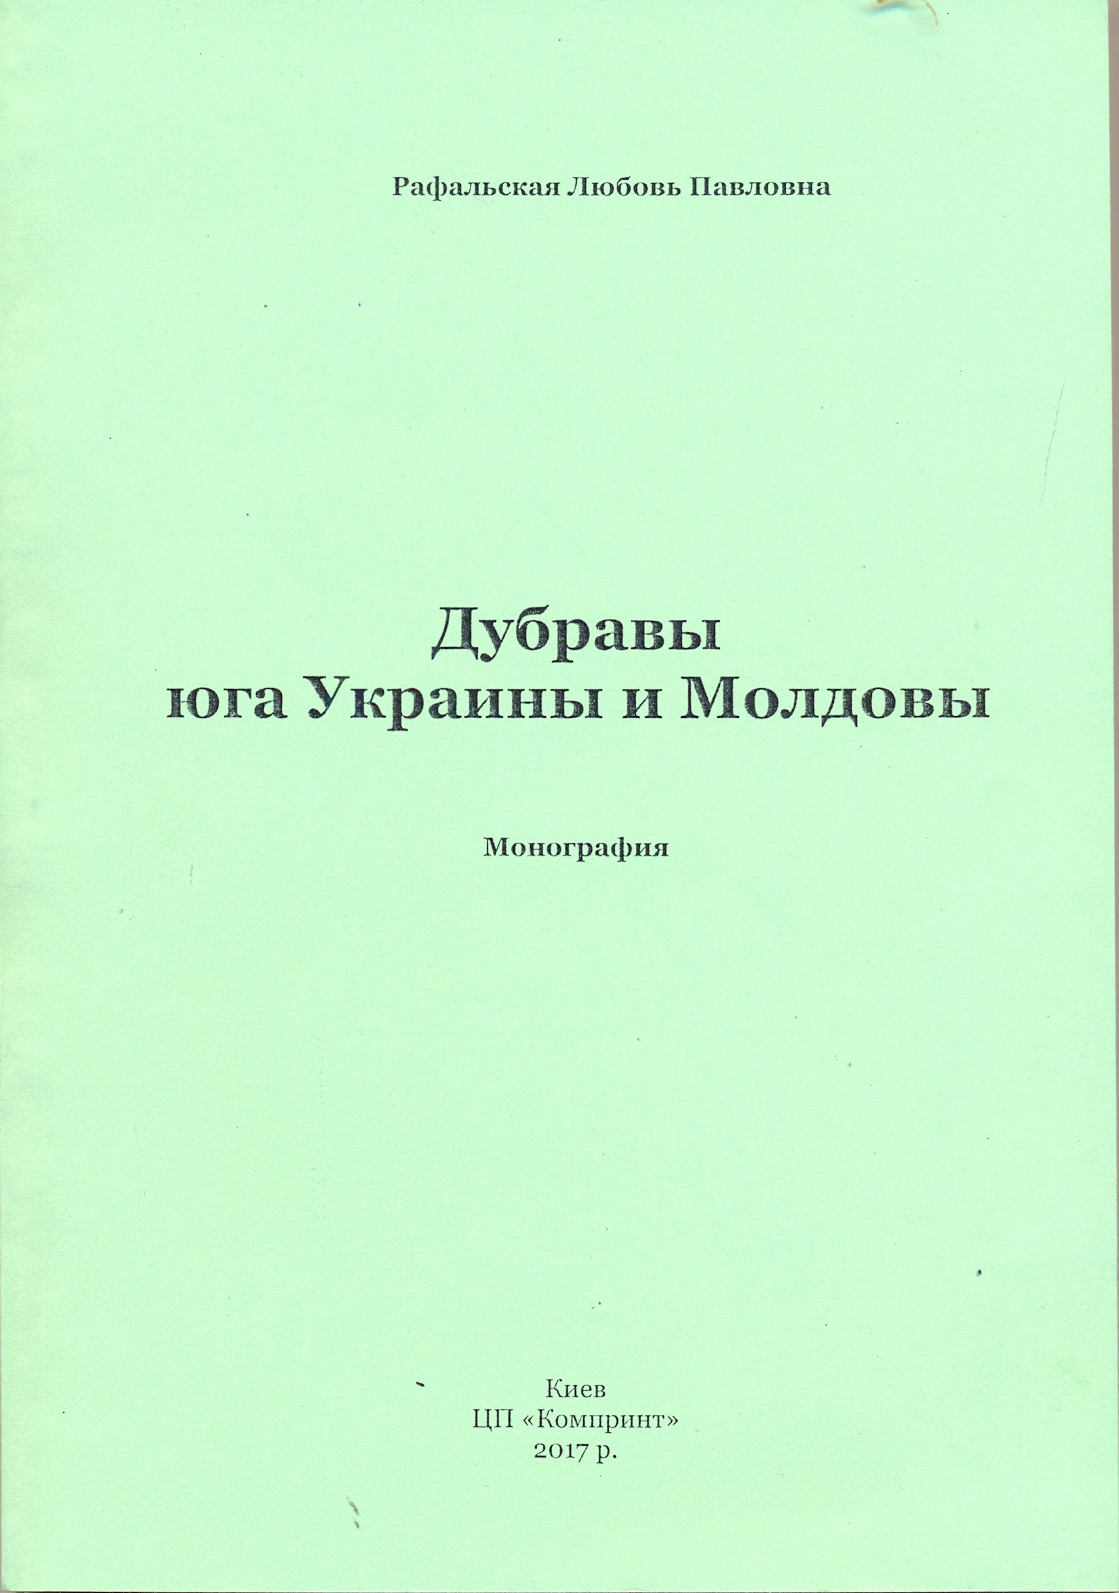 Рафальская Любовь Павловна
Дубравы
юга Украины и Молдовы
Монография
Киев
ЦП «Компринт»
2017 р.